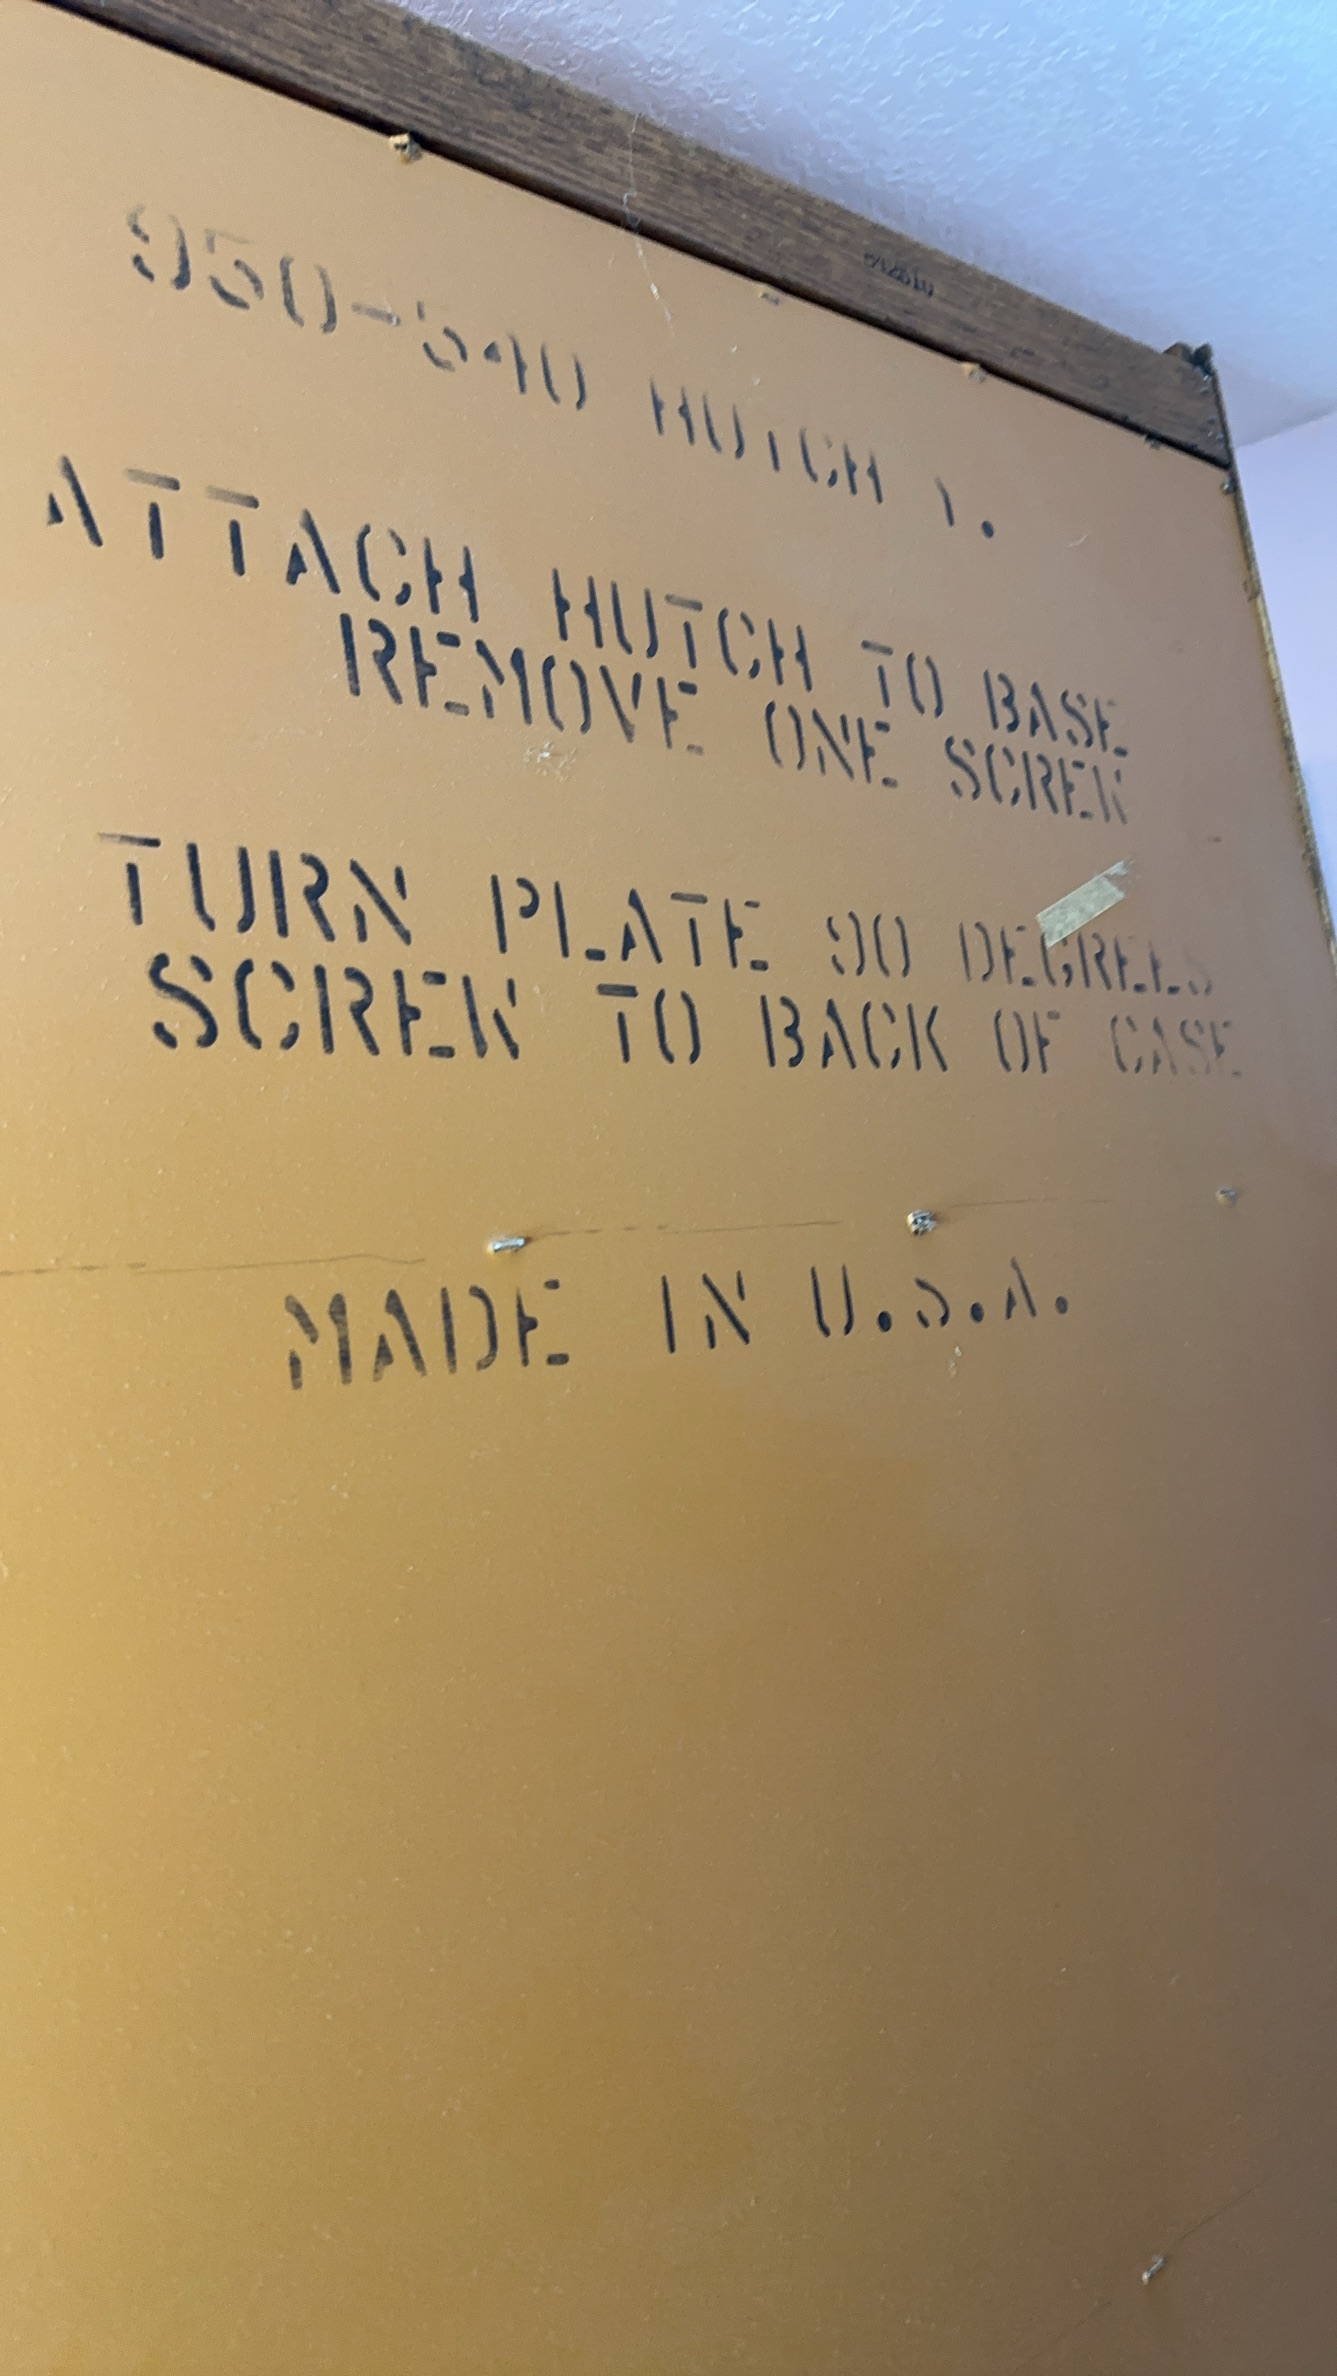 950-540 HUTCH 1.
ATTACH HUTCH TO BASE
REMOVE ONE SCREW
TURN PLATE 90 DEGREES
SCREW TO BACK OF CASE
MADE IN U.S.A.